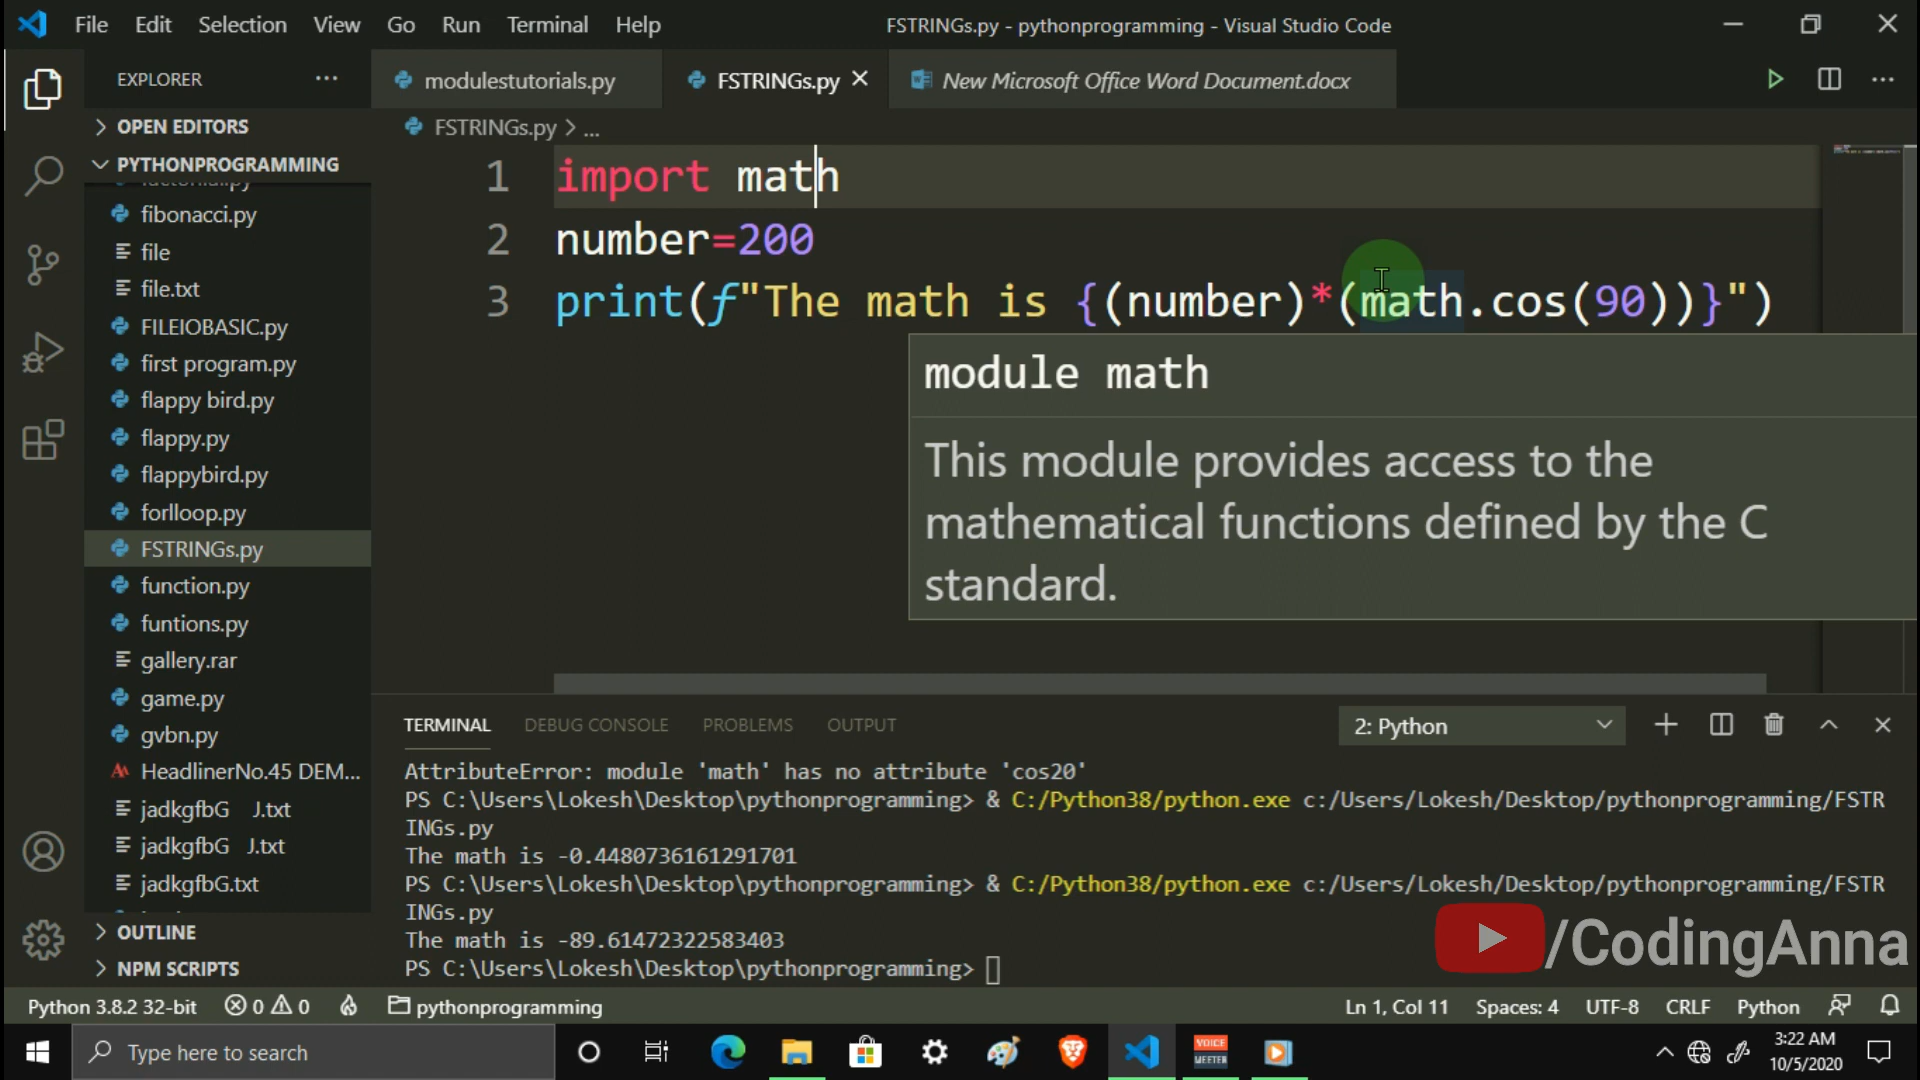 File Edit Selection View Go Run Terminal Help
FSTRINGs.py - pythonprogramming - Visual Studio Code
EXPLORER
modulestutorials.py
FSTRINGs.py
New Microsoft Office Word Document.docx
OPEN EDITORS
PYTHONPROGRAMMING
factorial.py
fibonacci.py
file
file.txt
FILEIOBASIC.py
first program.py
flappy bird.py
flappy.py
flappybird.py
forlloop.py
FSTRINGs.py
function.py
funtions.py
gallery.rar
game.py
gvbn.py
HeadlinerNo.45 DEM...
jadkgfbG J.txt
jadkgfbG J.txt
jadkgfbG.txt
OUTLINE
NPM SCRIPTS
FSTRINGs.py > ...
1 import math
2 number=200
3 print(f"The math is {(number)*(math.cos(90))}")
module math
This module provides access to the
mathematical functions defined by the C
standard.
TERMINAL DEBUG CONSOLE PROBLEMS OUTPUT
2: Python
AttributeError: module 'math' has no attribute 'cos20'
PS C:\Users\Lokesh\Desktop\pythonprogramming> & C:/Python38/python.exe c:/Users/Lokesh/Desktop/pythonprogramming/FSTR
INGs.py
The math is -0.4480736161291701
PS C:\Users\Lokesh\Desktop\pythonprogramming> & C:/Python38/python.exe c:/Users/Lokesh/Desktop/pythonprogramming/FSTR
INGs.py
The math is -89.61472322583403
PS C:\Users\Lokesh\Desktop\pythonprogramming>
/CodingAnna
Python 3.8.2 32-bit
0 0
pythonprogramming
Ln 1, Col 11 Spaces: 4 UTF-8 CRLF Python
Type here to search
VOICE
MEETER
3:22 AM
10/5/2020